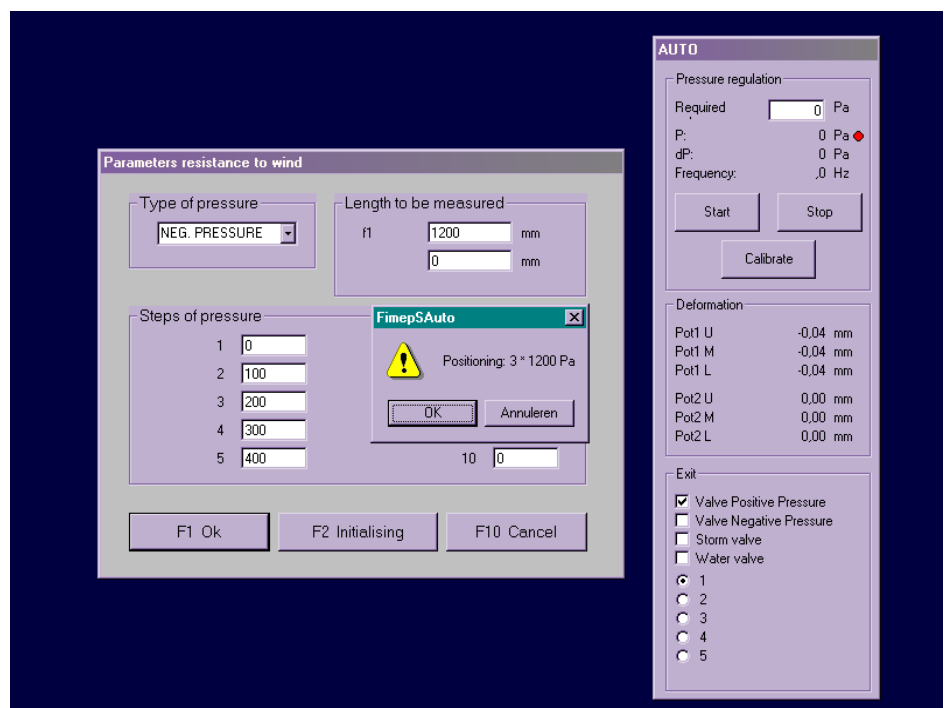 Parameters resistance to wind
Type of pressure
NEG. PRESSURE
Length to be measured
f1 1200 mm
0 mm
Steps of pressure
1 0
2 100
3 200
4 300
5 400
10 0
F1 Ok F2 Initialising F10 Cancel
FimepSAuto
Positioning: 3 * 1200 Pa
OK Annuleren
AUTO
Pressure regulation
Required 0 Pa
P: 0 Pa
dP: 0 Pa
Frequency: ,0 Hz
Start Stop
Calibrate
Deformation
Pot1 U -0,04 mm
Pot1 M -0,04 mm
Pot1 L -0,04 mm
Pot2 U 0,00 mm
Pot2 M 0,00 mm
Pot2 L 0,00 mm
Exit
Valve Positive Pressure
Valve Negative Pressure
Storm valve
Water valve
1
2
3
4
5